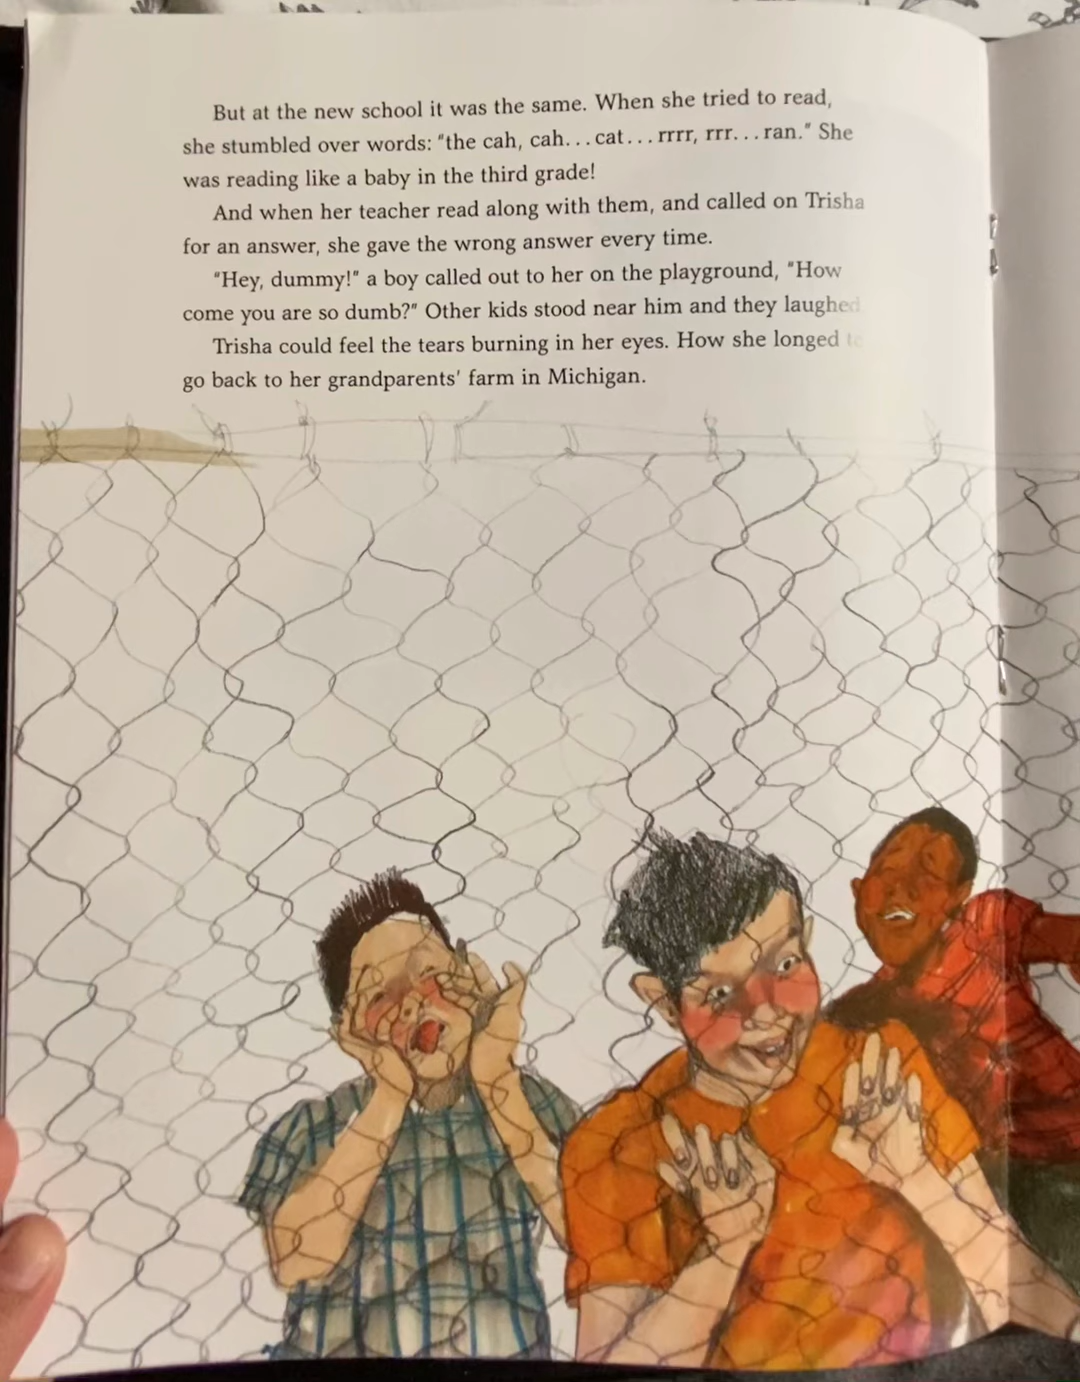 But at the new school it was the same. When she tried to read,
she stumbled over words: "the cah, cah...cat...rrrr, rrr...ran." She
was reading like a baby in the third grade!
And when her teacher read along with them, and called on Trisha
for an answer, she gave the wrong answer every time.
"Hey, dummy!" a boy called out to her on the playground, "How
come you are so dumb?" Other kids stood near him and they laughed
Trisha could feel the tears burning in her eyes. How she longed to
go back to her grandparents' farm in Michigan.